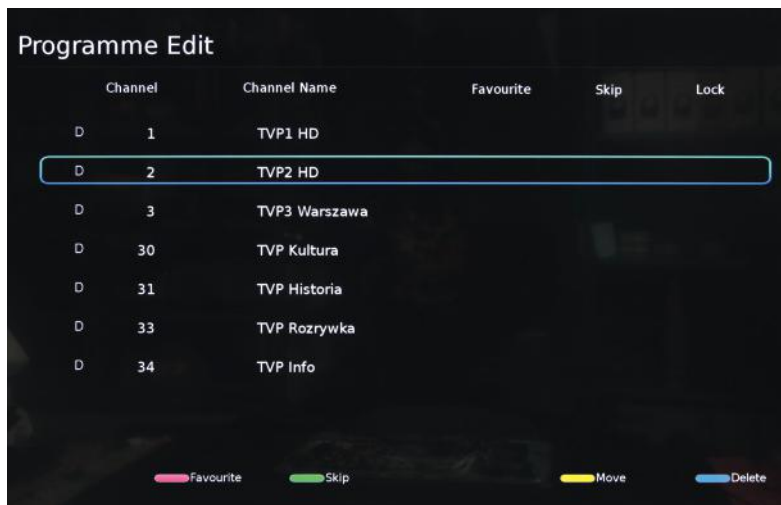 Programme Edit
Channel Channel Name Favourite Skip Lock
D 1 TVP1 HD
D 2 TVP2 HD
D 3 TVP3 Warszawa
D 30 TVP Kultura
D 31 TVP Historia
D 33 TVP Rozrywka
D 34 TVP Info
Favourite Skip Move Delete